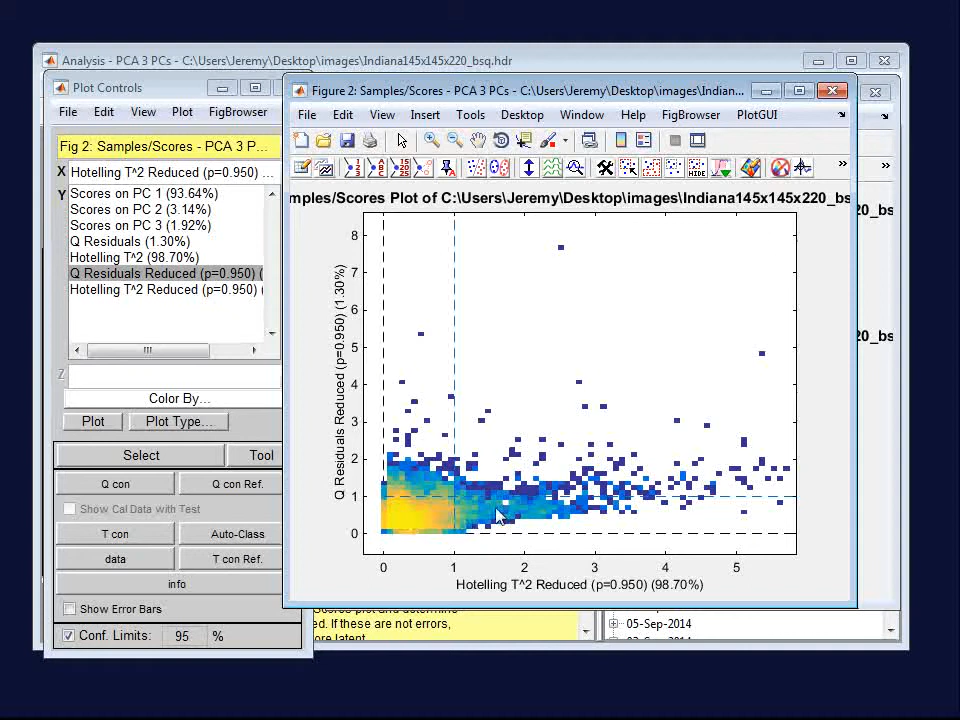 Analysis - PCA 3 PCs - C:\Users\Jeremy\Desktop\images\Indiana145x145x220_bsq.hdr
Plot Controls
File Edit View Plot FigBrowser
Fig 2: Samples/Scores - PCA 3 P...
X Hotelling T^2 Reduced (p=0.950) ...
Y
Scores on PC 1 (93.64%)
Scores on PC 2 (3.14%)
Scores on PC 3 (1.92%)
Q Residuals (1.30%)
Hotelling T^2 (98.70%)
Q Residuals Reduced (p=0.950) (
Hotelling T^2 Reduced (p=0.950) (
Z
Color By...
Plot Plot Type...
Select Tool
Q con Q con Ref.
Show Cal Data with Test
T con Auto-Class
data T con Ref.
info
Show Error Bars
Conf. Limits: 95 %
Figure 2: Samples/Scores - PCA 3 PCs - C:\Users\Jeremy\Desktop\images\Indian...
File Edit View Insert Tools Desktop Window Help FigBrowser PlotGUI
HIDE
mples/Scores Plot of C:\Users\Jeremy\Desktop\images\Indiana145x145x220_bs
20_bs
20_bs
Q Residuals Reduced (p=0.950) (1.30%)
8
7
6
5
4
3
2
1
0
0 1 2 3 4 5
Hotelling T^2 Reduced (p=0.950) (98.70%)
ed. If these are not errors,
ore latent
05-Sep-2014